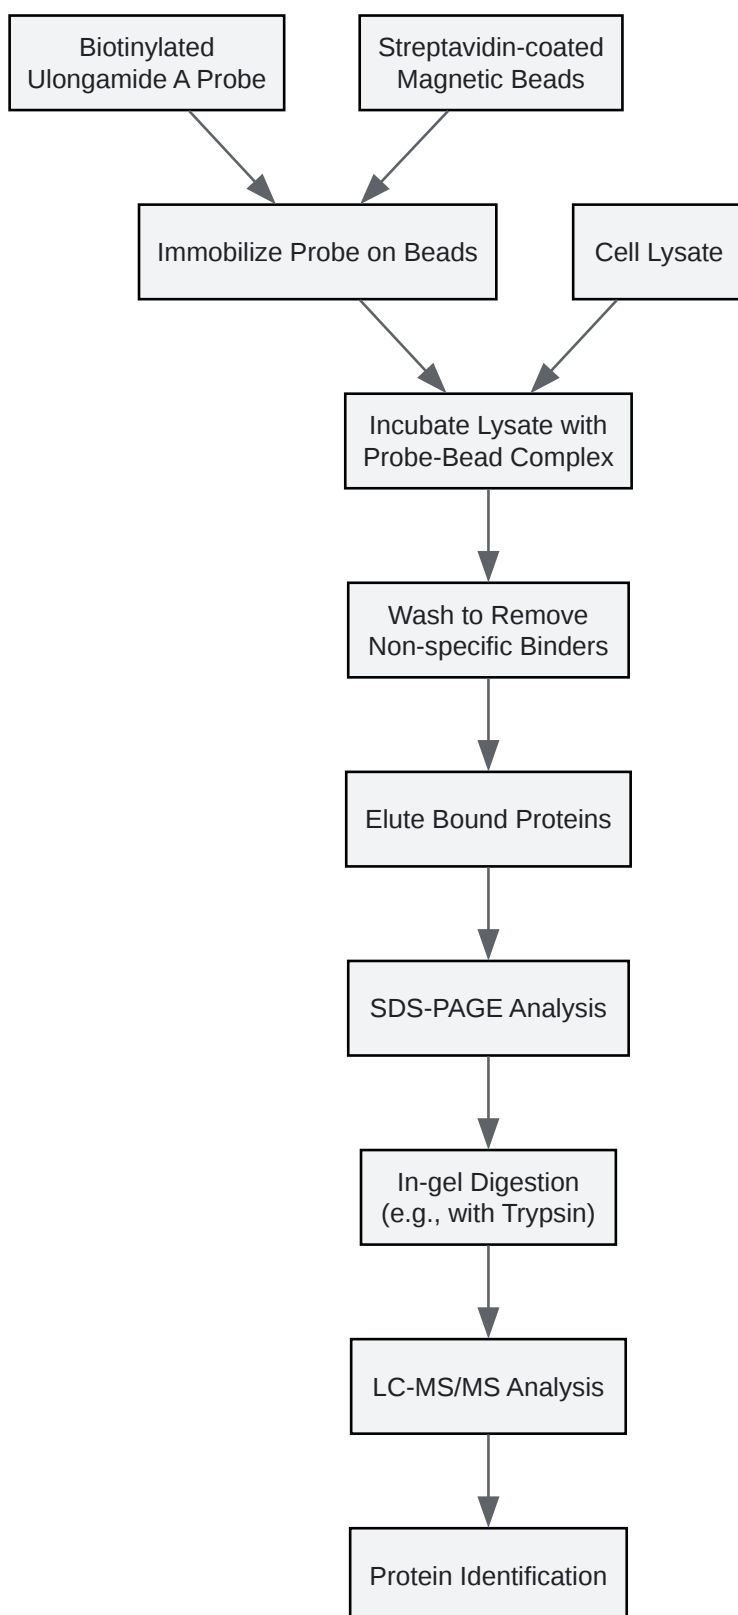 Biotinylated
Ulongamide A Probe
Streptavidin-coated
Magnetic Beads
Immobilize Probe on Beads
Cell Lysate
Incubate Lysate with
Probe-Bead Complex
Wash to Remove
Non-specific Binders
Elute Bound Proteins
SDS-PAGE Analysis
In-gel Digestion
(e.g., with Trypsin)
LC-MS/MS Analysis
Protein Identification